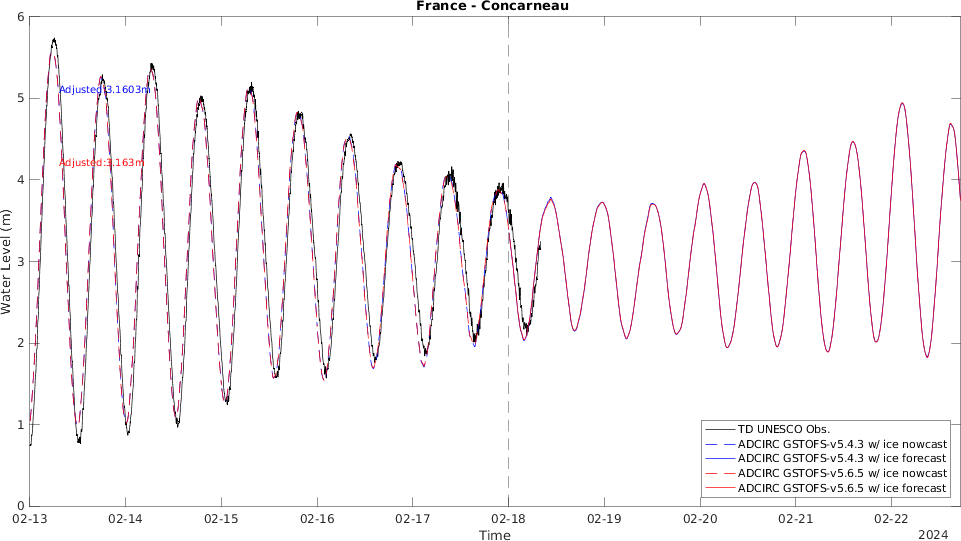 France - Concarneau
Water Level (m)
6
5
4
3
2
1
0
Adjusted:3.1603m
Adjusted:3.163m
TD UNESCO Obs.
ADCIRC GSTOFS-v5.4.3 w/ ice nowcast
ADCIRC GSTOFS-v5.4.3 w/ ice forecast
ADCIRC GSTOFS-v5.6.5 w/ ice nowcast
ADCIRC GSTOFS-v5.6.5 w/ ice forecast
02-13 02-14 02-15 02-16 02-17 02-18 02-19 02-20 02-21 02-22
Time
2024